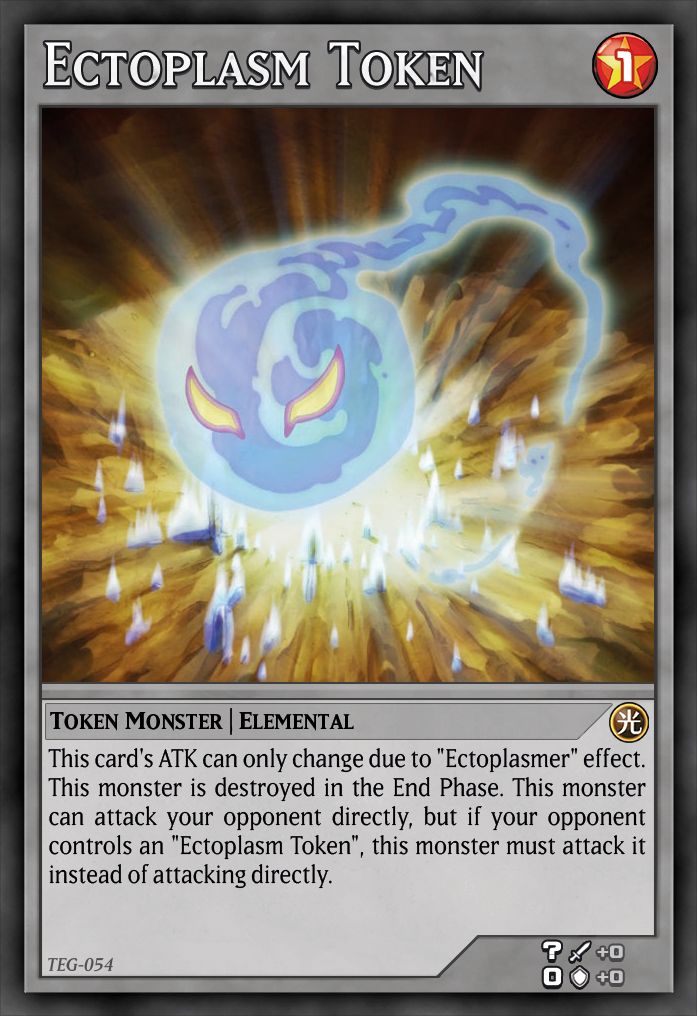 Ectoplasm Token
1
Token Monster | Elemental
光
This card's ATK can only change due to "Ectoplasmer" effect.
This monster is destroyed in the End Phase. This monster
can attack your opponent directly, but if your opponent
controls an "Ectoplasm Token", this monster must attack it
instead of attacking directly.
? +0
TEG-054
0 +0